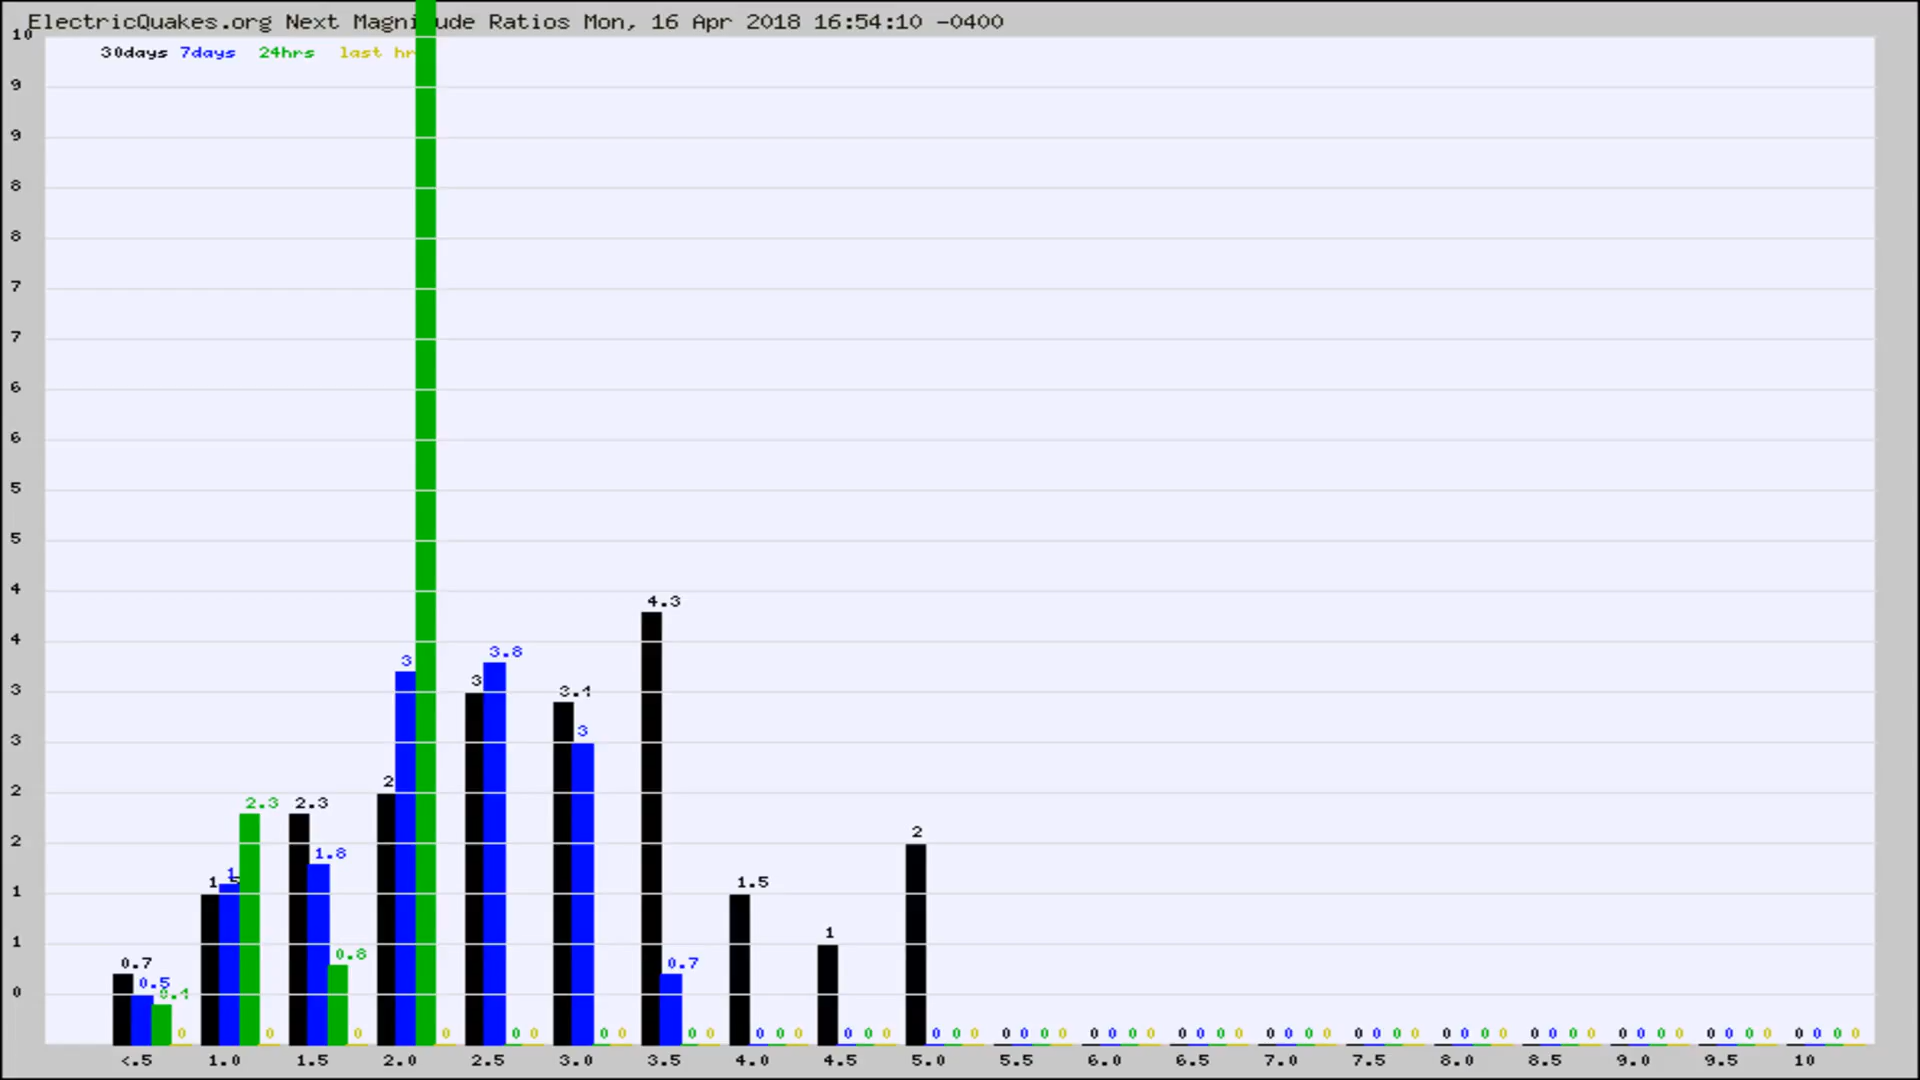 ElectricQuakes.org Next Magni ude Ratios Mon, 16 Apr 2018 16:54:10 -0400
10
30days 7days 24hrs last hr
9
9
8
8
7
7
6
6
5
5
4
4.3
4
3 3.8
3 3 3.4
3 3
2 2
2.3 2.3
2 1.8 2
1 1 1.5
1 1
0.7 0.8 0.7
0 0.5 0.4
0 0 0 0 0 0 0 0 0 0 0 0 0 0 0 0 0 0 0 0 0 0 0 0 0 0 0 0 0 0 0 0 0 0 0 0 0 0 0 0 0 0 0 0 0 0 0 0 0 0 0 0 0 0 0 0 0 0 0
<.5 1.0 1.5 2.0 2.5 3.0 3.5 4.0 4.5 5.0 5.5 6.0 6.5 7.0 7.5 8.0 8.5 9.0 9.5 10